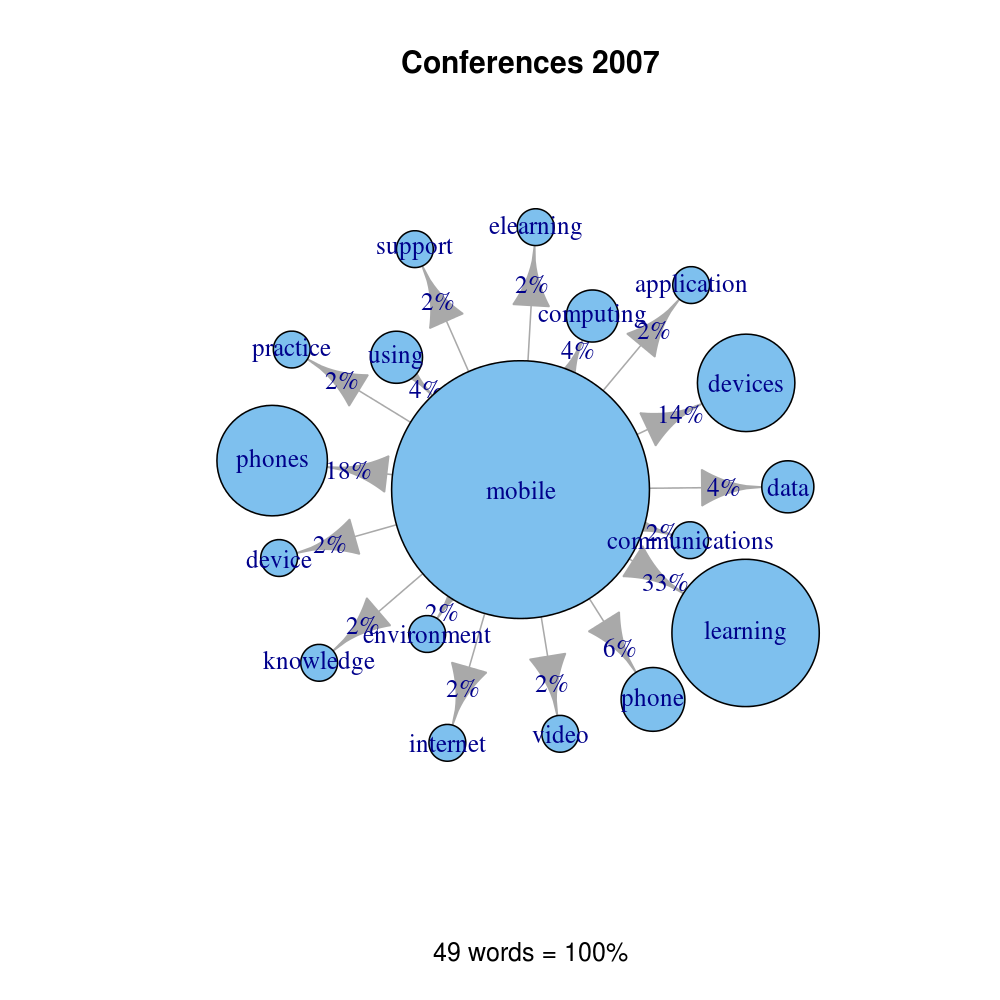 Conferences 2007
elearning
support
application
2%
2%
computing
2%
practice
using
4%
2%
4%
devices
14%
phones
18%
mobile
4%
data
2%
communications
device
2%
33%
learning
2%
2%
environment
knowledge
6%
2%
2%
phone
internet
video
49 words = 100%